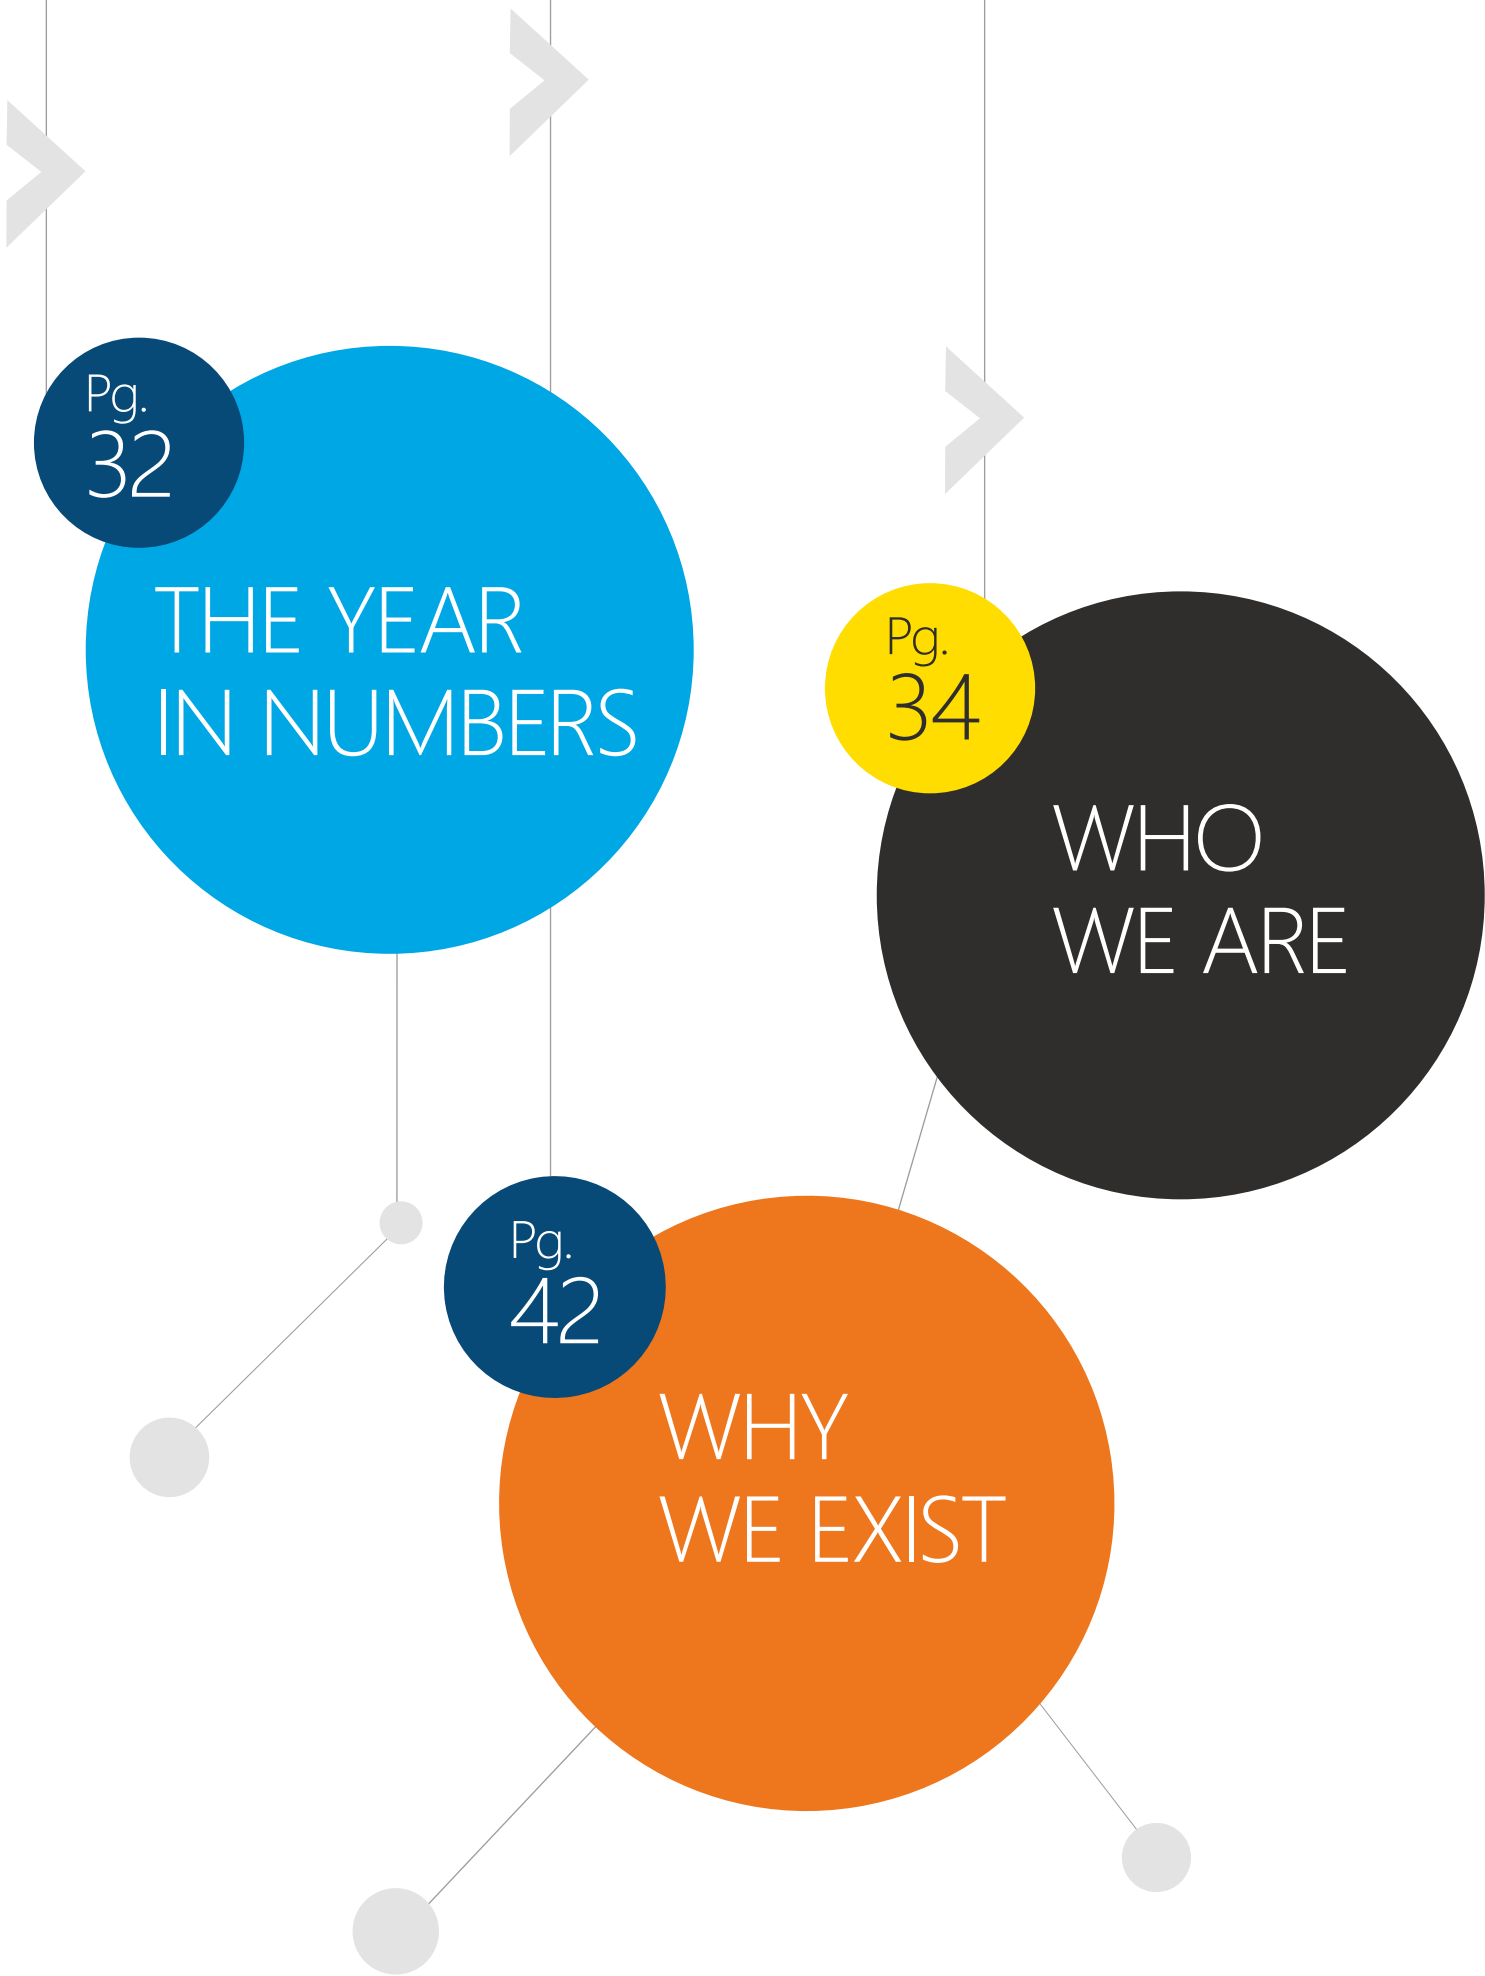 Pg.
32
THE YEAR
IN NUMBERS
Pg.
34
WHO
WE ARE
Pg.
42
WHY
WE EXIST